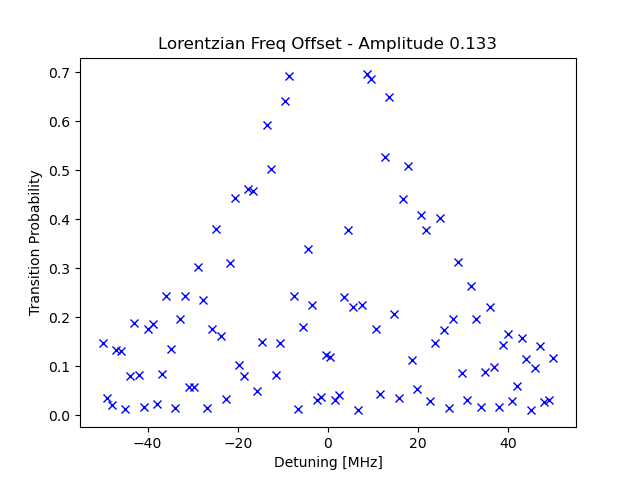 Lorentzian Freq Offset - Amplitude 0.133
0.7
0.6
0.5
0.4
0.3
0.2
0.1
0.0
Transition Probability
−40 −20 0 20 40
Detuning [MHz]